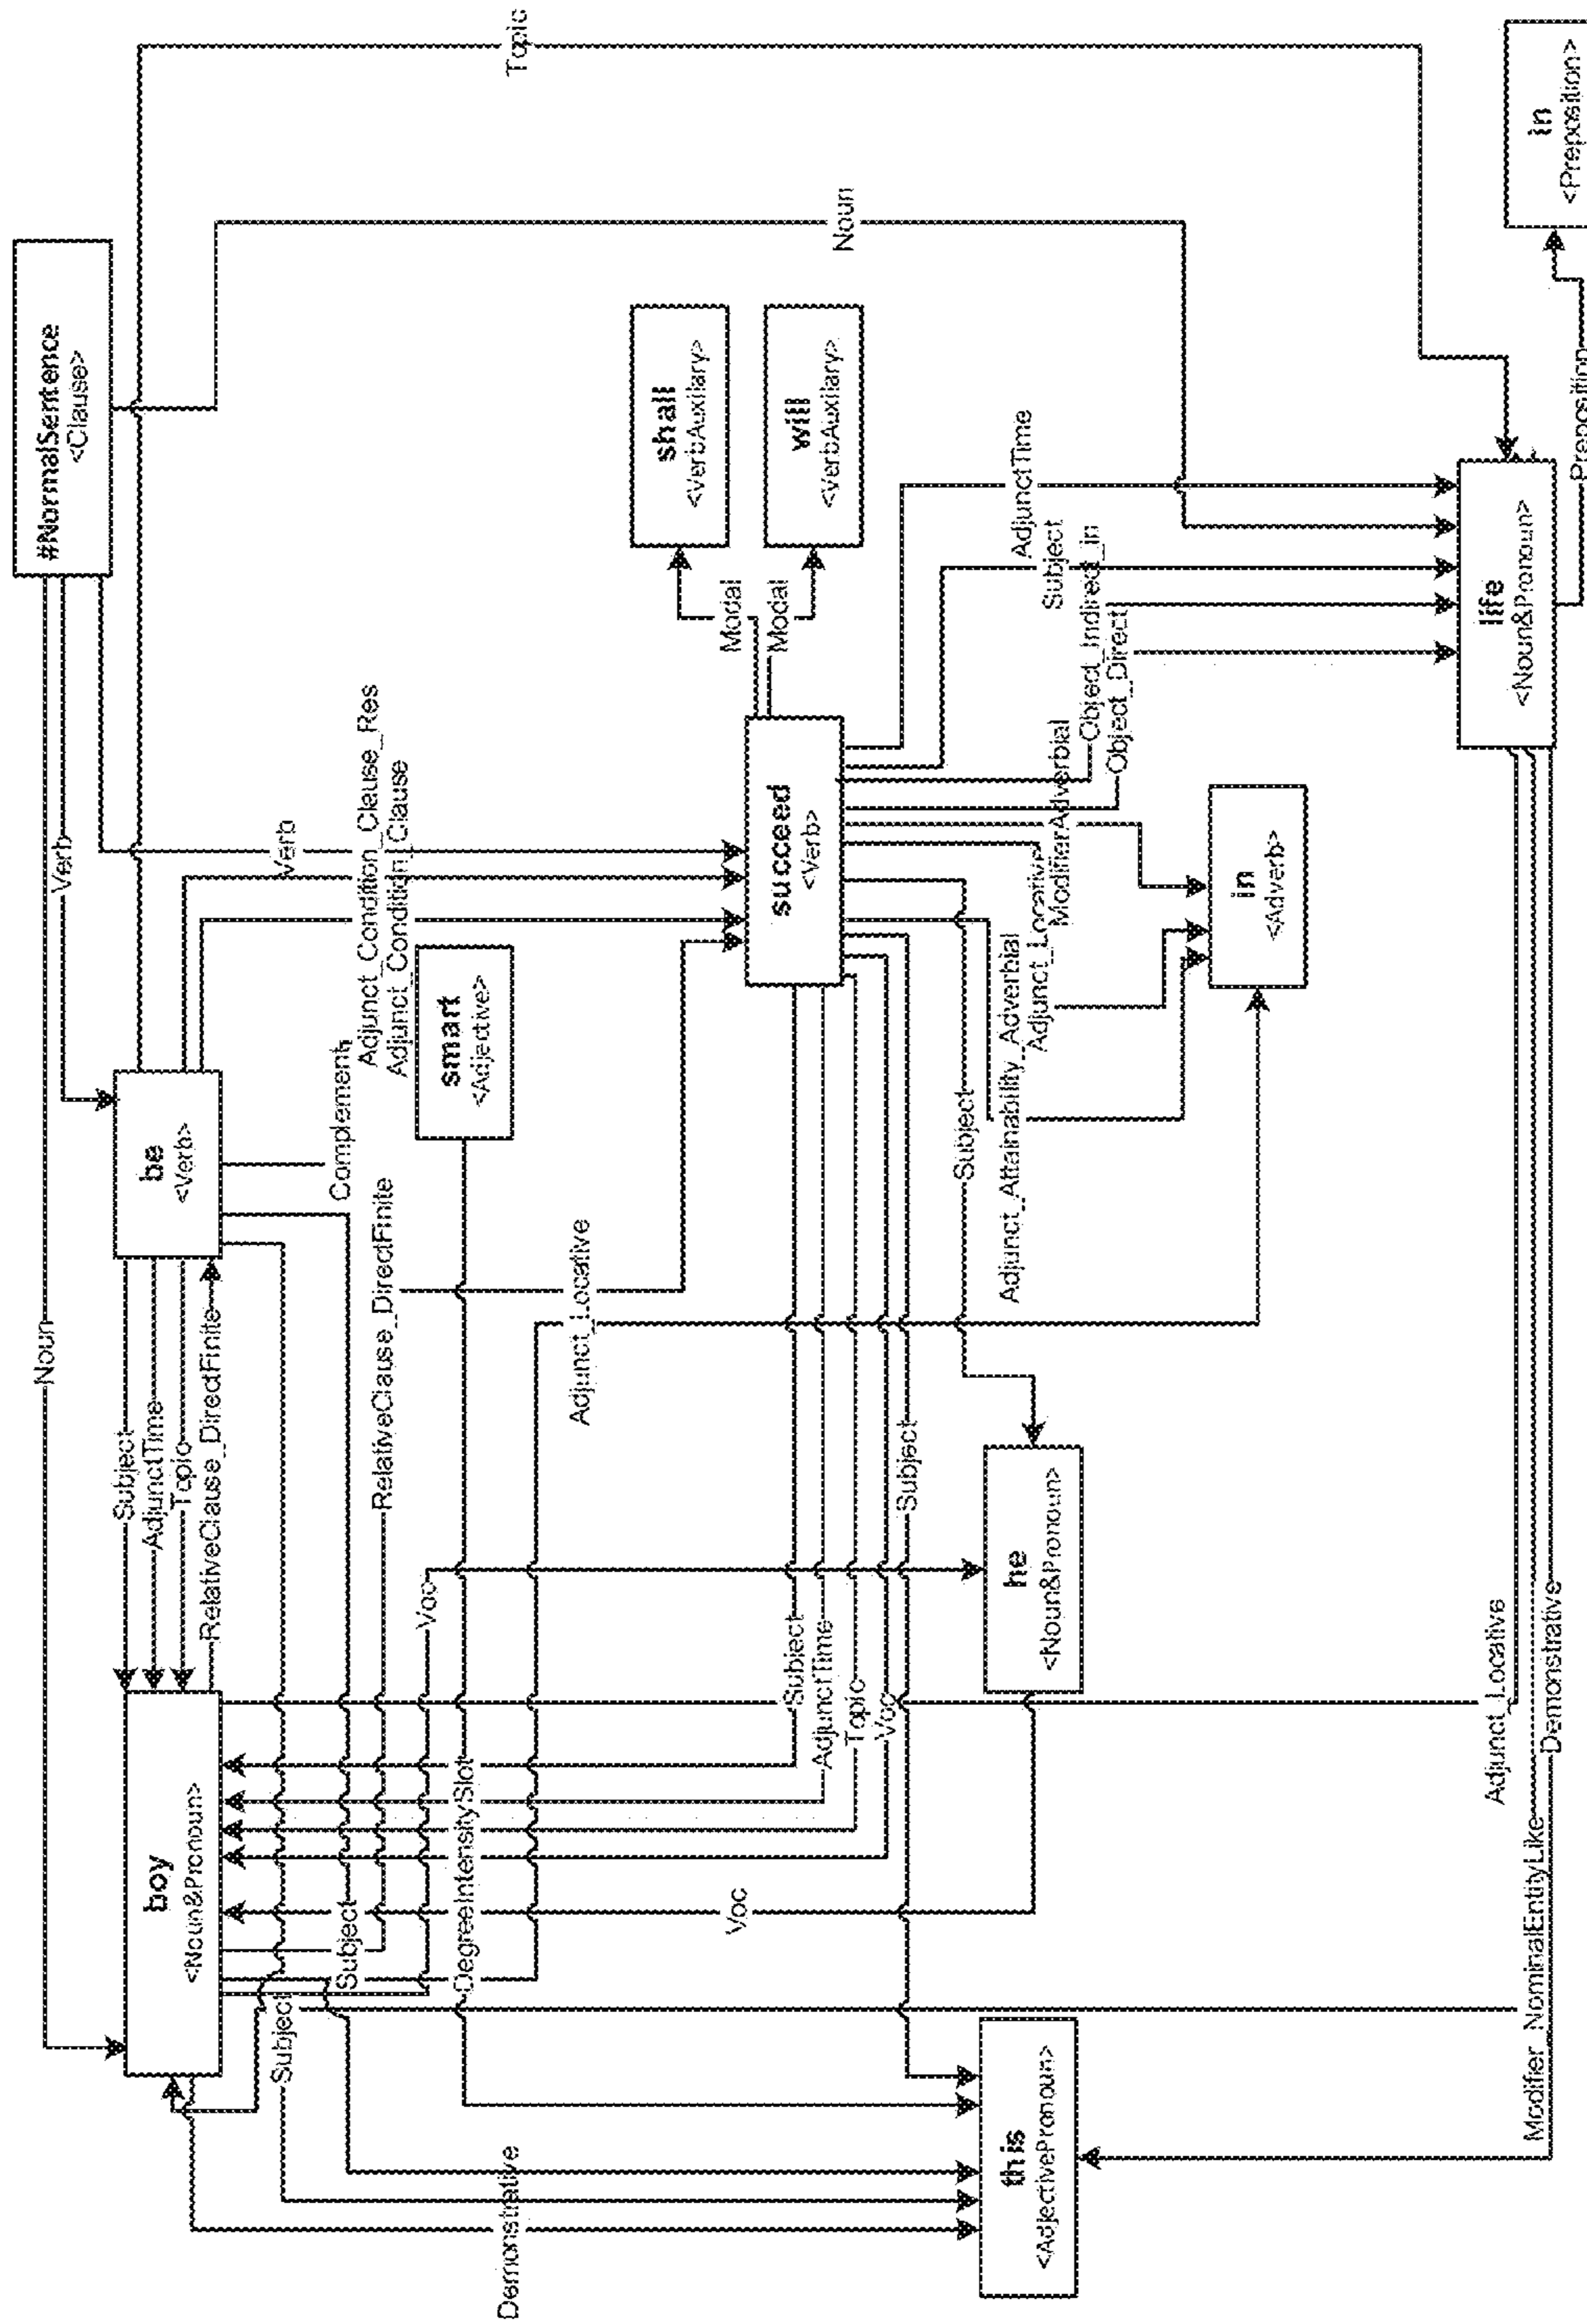 Noun
#NormalSentence
<Clause>
Verb
be
<Verb>
Subject
AdjunctTime
Topic
RelativeClause_DirectFinite
boy
<Noun&Pronoun>
Subject
Verb
Subject
Complement
Adjunct_Condition_Clause_Res
Adjunct_Condition_Clause
RelativeClause_DirectFinite
Voc
smart
<Adjective>
DegreeIntensitySlot
Demonstrative
Topic
Adjunct_Locative
shall
<VerbAuxilary>
Modal
Modal
will
<VerbAuxilary>
Voc
succeed
<Verb>
Subject
AdjunctTime
Topic
Voc
Noun
Subject
Subject
this
<AdjectivePronoun>
he
<Noun&Pronoun>
Adjunct_Attainability_Adverbial
Adjunct_Locative
ModifierAdverbial
AdjunctTime
Subject
Object_Indirect_in
Object_Direct
in
<Adverb>
life
<Noun&Pronoun>
Adjunct_Locative
Modifier_NominalEntityLike
Demonstrative
in
<Preposition>
Preposition